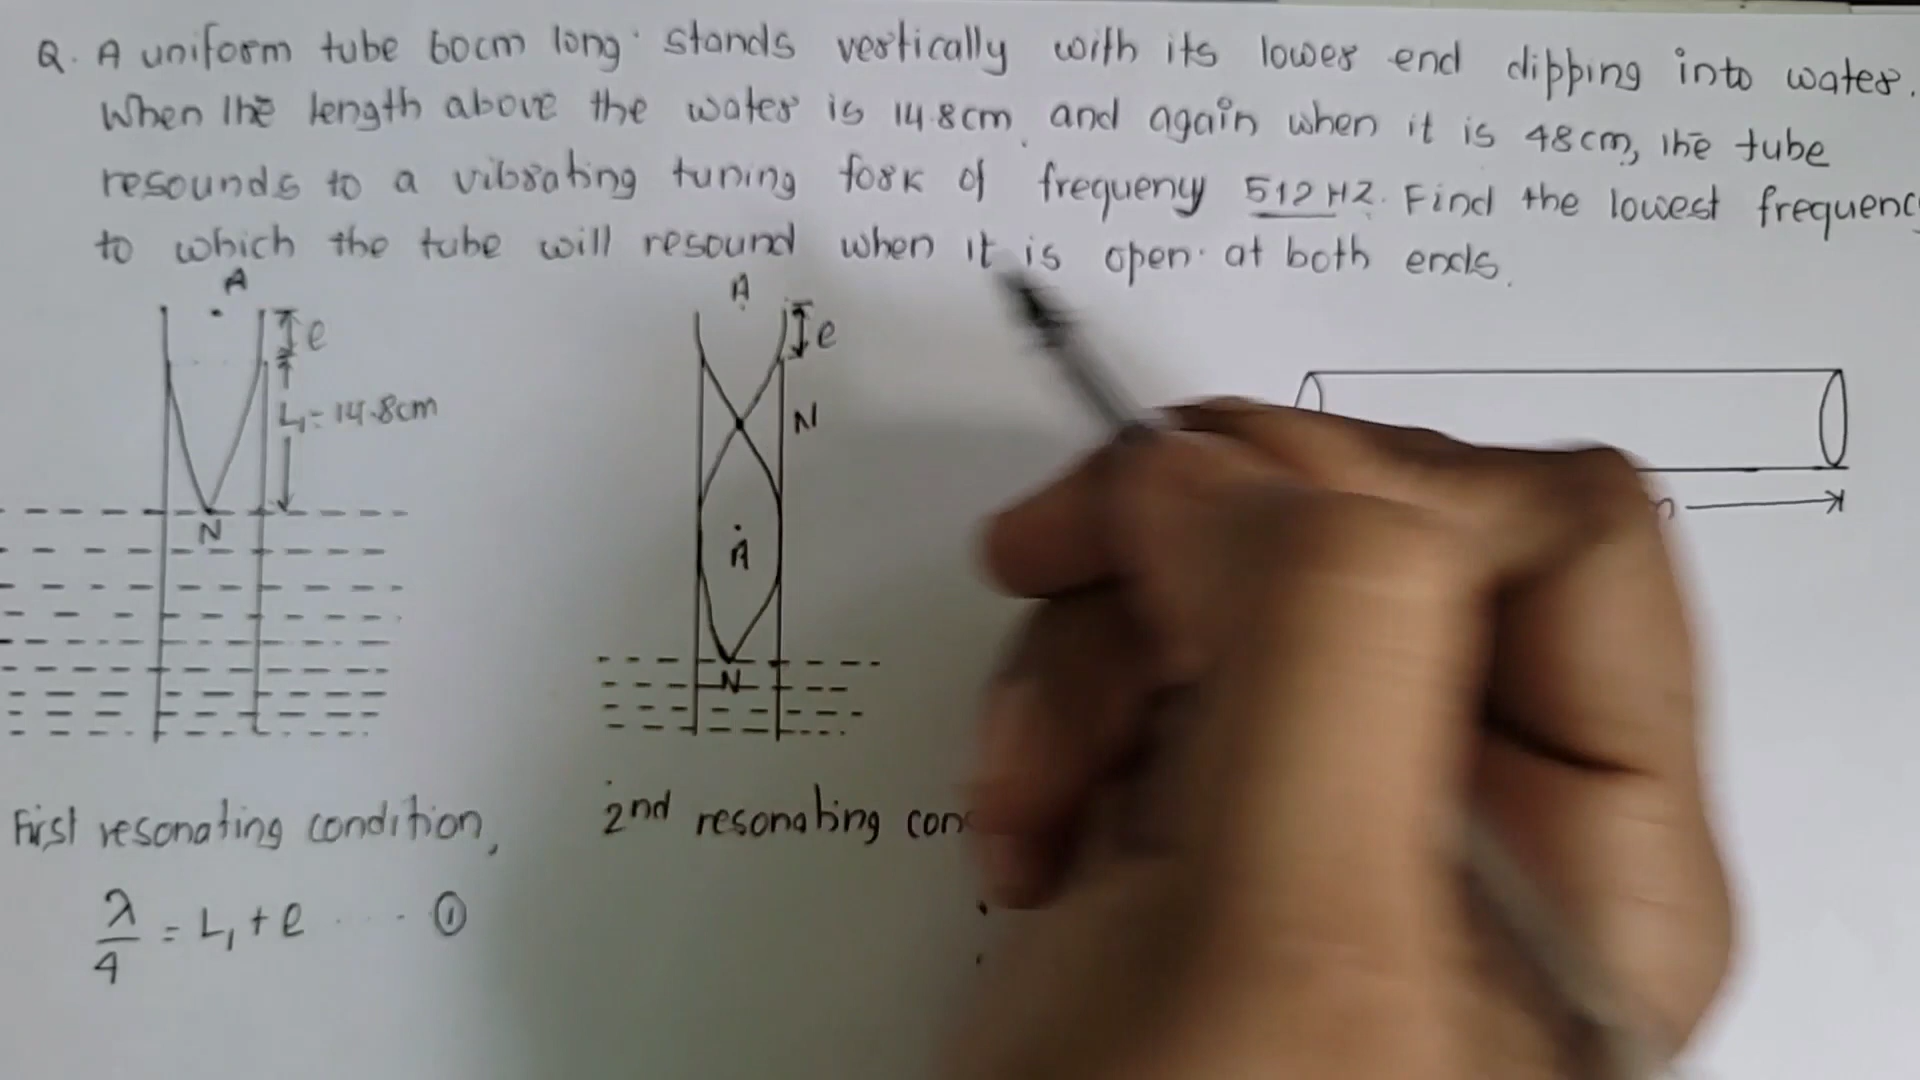 Q. A uniform tube 60cm long stands vertically with its lower end dipping into water.
When the length above the water is 14.8cm and again when it is 48cm, the tube
resounds to a vibrating tuning fork of frequeny 512 HZ. Find the lowest frequenc
to which the tube will resound when it is open at both ends.
A
e
L₁ = 14.8cm
N
A
e
N
A
N
First resonating condition,
2nd resonating con
λ/4 = L₁ + e .... ①